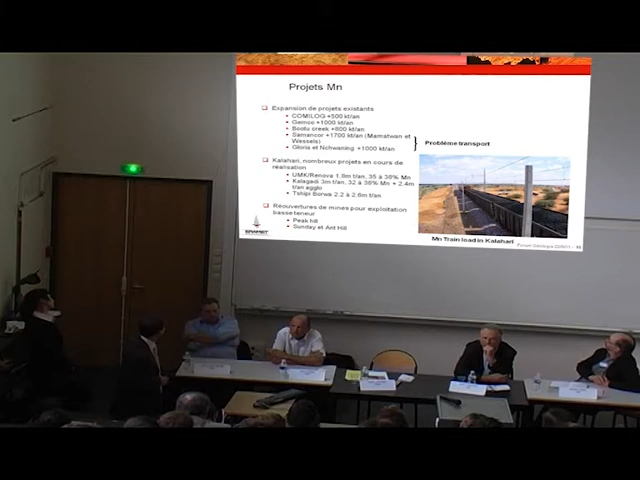 Projets Mn
Expansion de projets existants
COMILOG +500 kt/an
Gemco +1000 kt/an
Bootu creek +800 kt/an
Samancor +1700 kt/an (Mamatwan et
Wessels)
Gloria et Nchwaning +1000 kt/an
Problème transport
Kalahari, nombreux projets en cours de
réalisation
UMK/Renova 1.8m t/an, 35 à 38% Mn
Kalagadi 3m t/an, 32 à 38% Mn + 2.4m
t/an agglo
Tshipi Borwa 2.2 à 2.6m t/an
Réouvertures de mines pour exploitation
basse teneur
Peak hill
Sunday et Ant Hill
ERAMET
Mn Train load in Kalahari